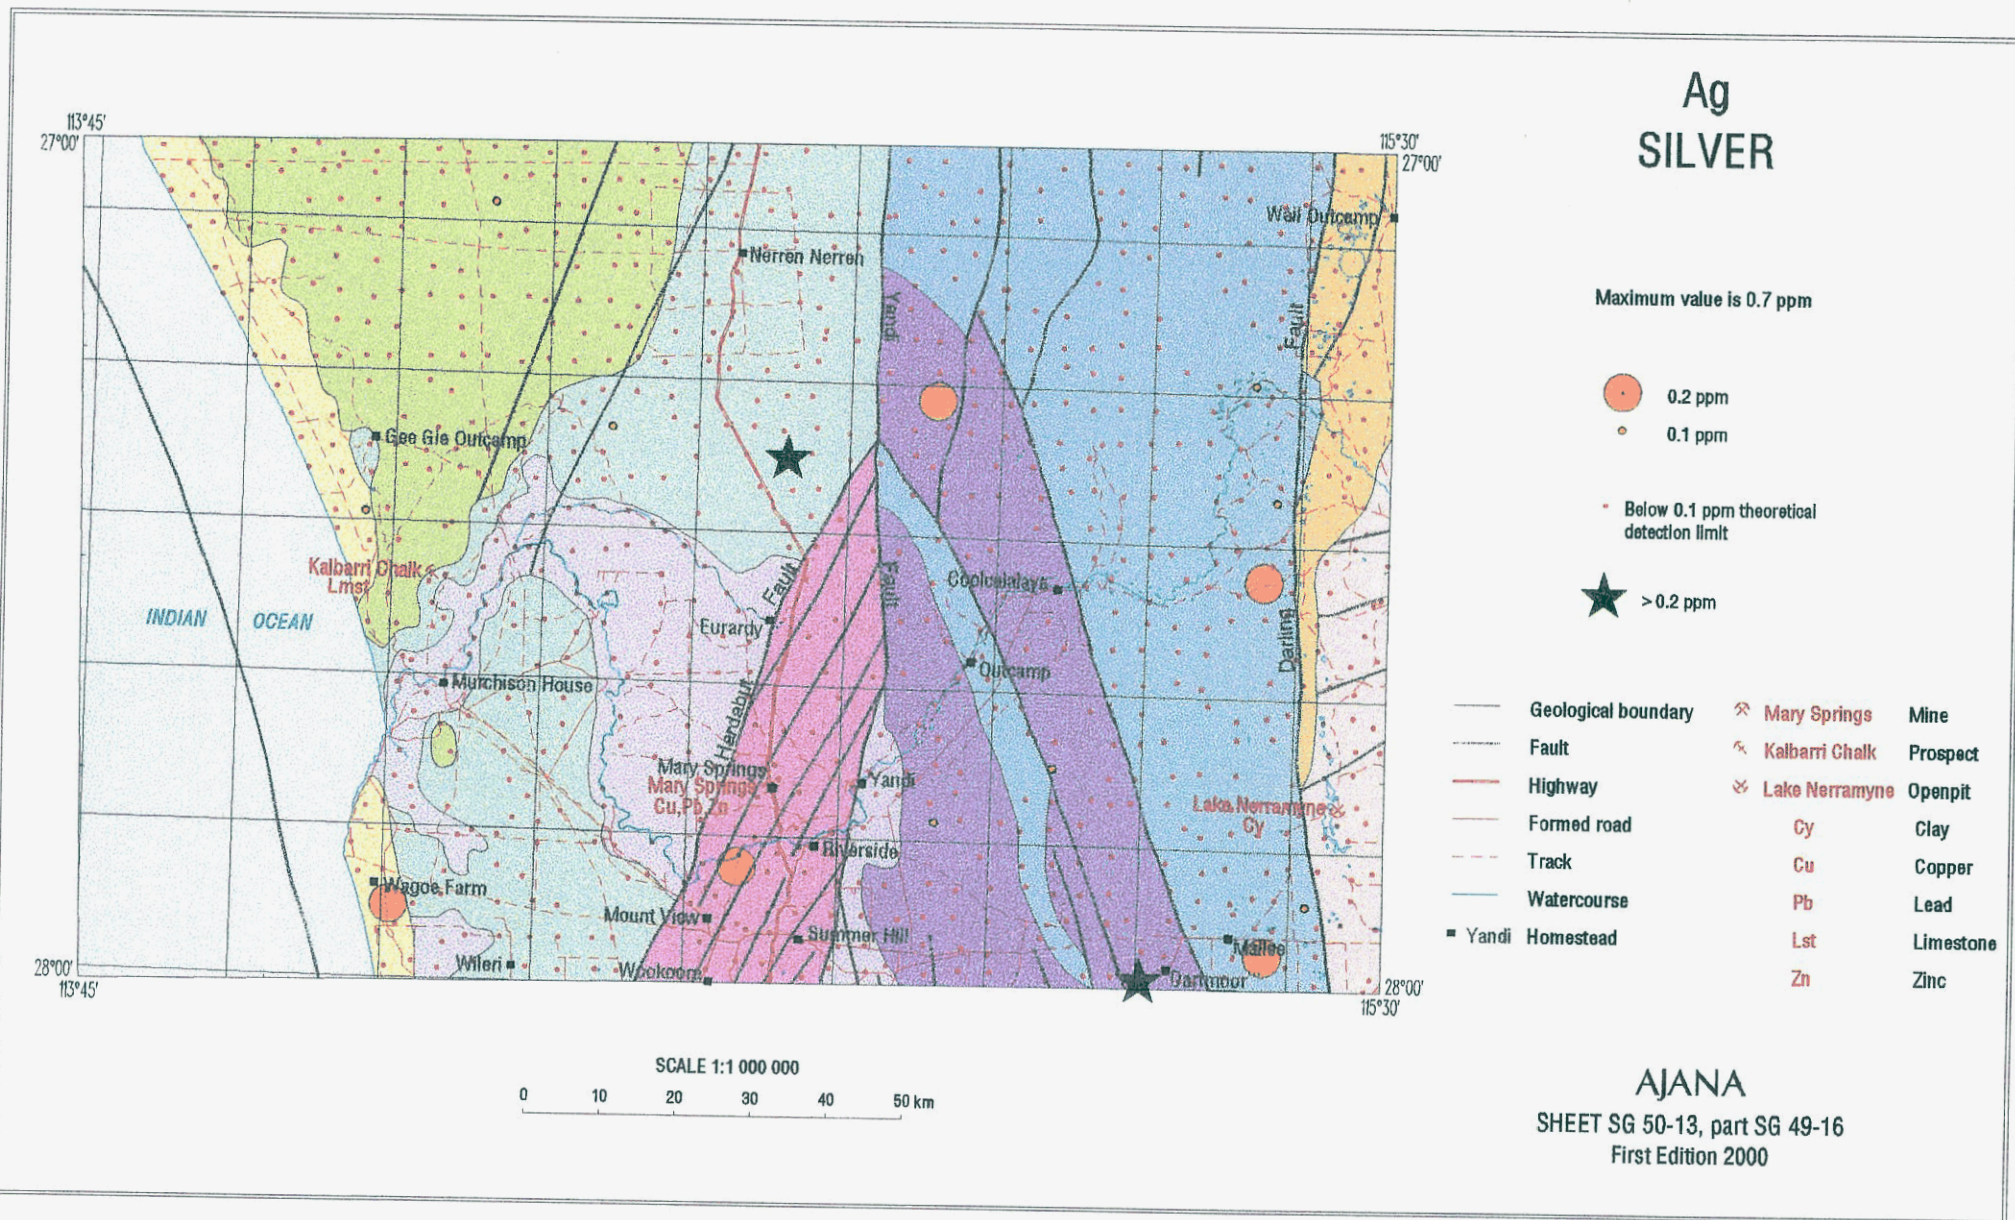 Ag
SILVER
113°45'
27°00'
115°30'
27°00'
Wall Outcamp
Nerren Nerren
Maximum value is 0.7 ppm
Yandi
Fault
0.2 ppm
0.1 ppm
Gee Gie Outcamp
Below 0.1 ppm theoretical
detection limit
> 0.2 ppm
Kalbarri Chalk
Lmst
Fault
Fault
Coolcalalaya
INDIAN OCEAN
Eurardy
Darling
Outcamp
Murchison House
Hardabut
Mary Springs
Mary Springs
Cu,Pb,Zn
Yandi
Lake Nerramyne
Cy
Riverside
Wagoe Farm
Mount View
Summer Hill
Mallee
Wileri
Wookoorn
Dartmoor
28°00'
113°45'
28°00'
115°30'
Geological boundary
Fault
Highway
Formed road
Track
Watercourse
Yandi Homestead
Mary Springs Mine
Kalbarri Chalk Prospect
Lake Nerramyne Openpit
Cy Clay
Cu Copper
Pb Lead
Lst Limestone
Zn Zinc
SCALE 1:1 000 000
0 10 20 30 40 50 km
AJANA
SHEET SG 50-13, part SG 49-16
First Edition 2000